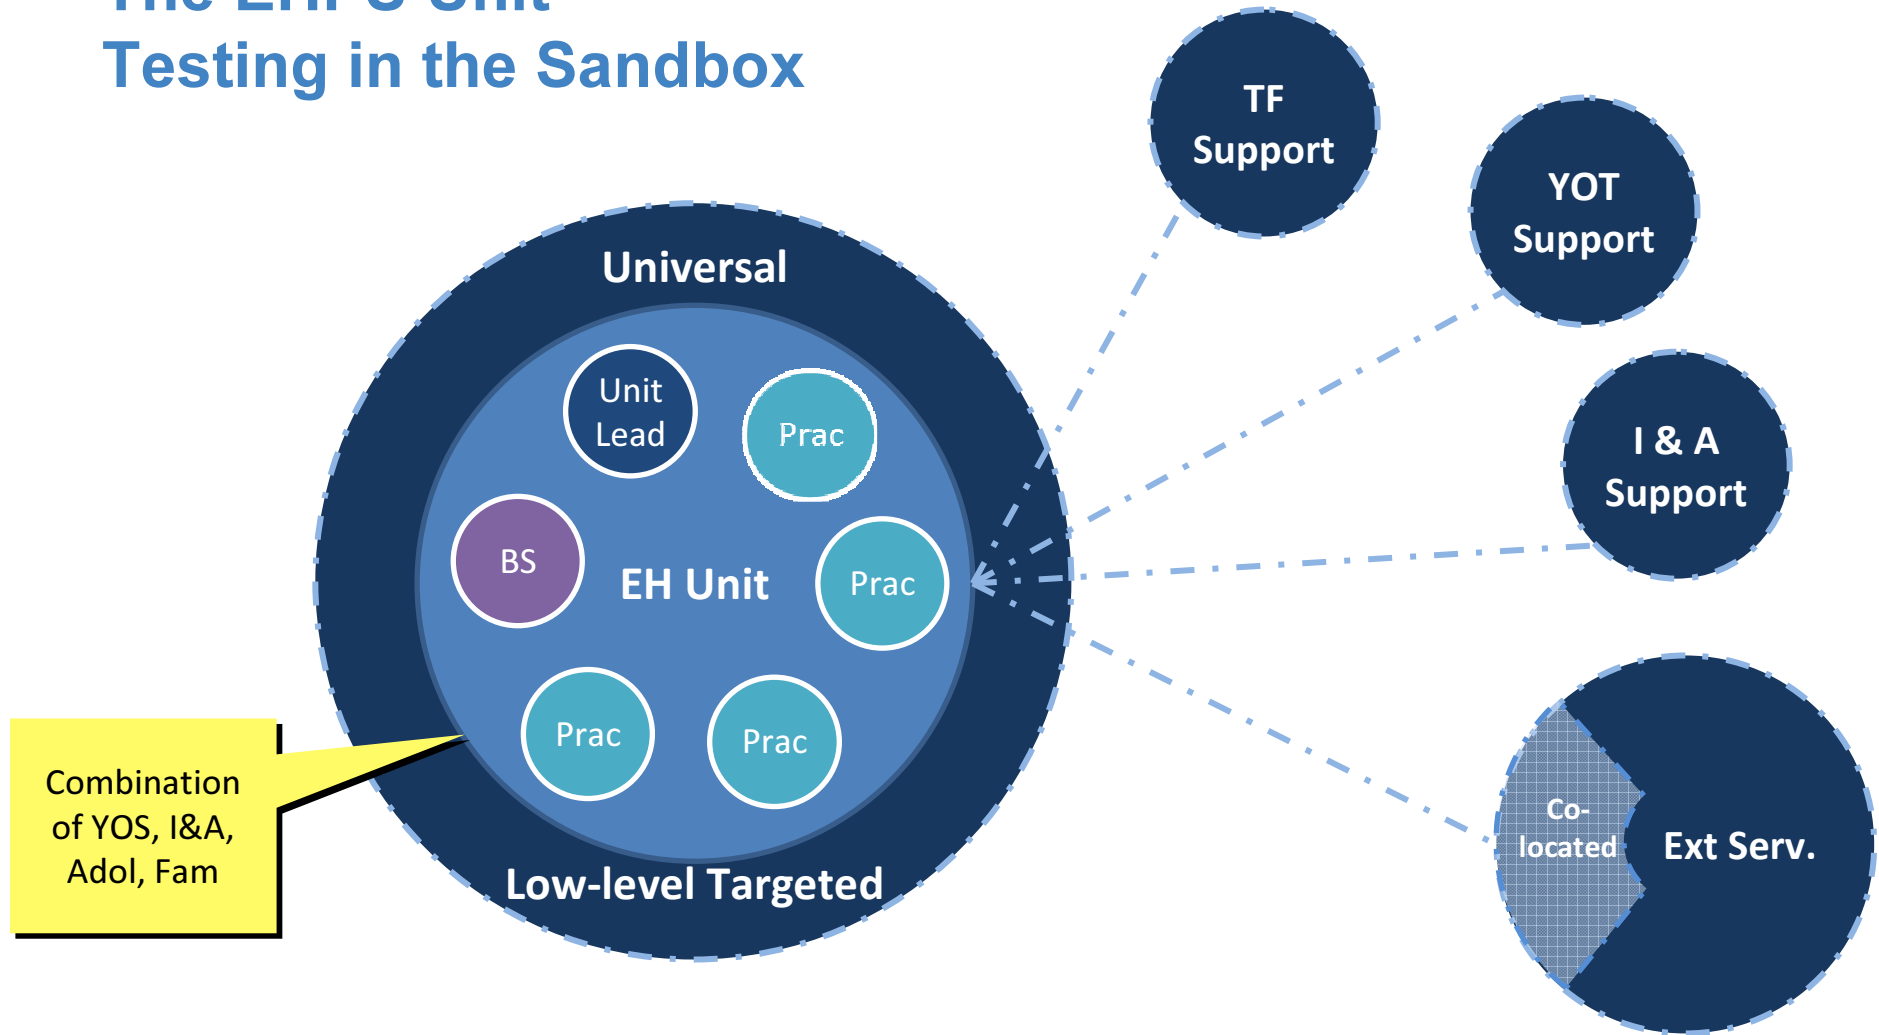 Testing in the Sandbox
TF
Support
YOT
Support
I & A
Support
Universal
Unit
Lead
Prac
BS
EH Unit
Prac
Prac
Prac
Low-level Targeted
Combination
of YOS, I&A,
Adol, Fam
Co-
located
Ext Serv.